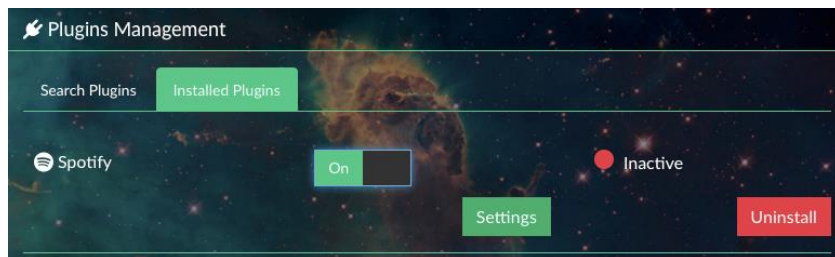 Plugins Management
Search Plugins Installed Plugins
Spotify On Inactive
Settings Uninstall